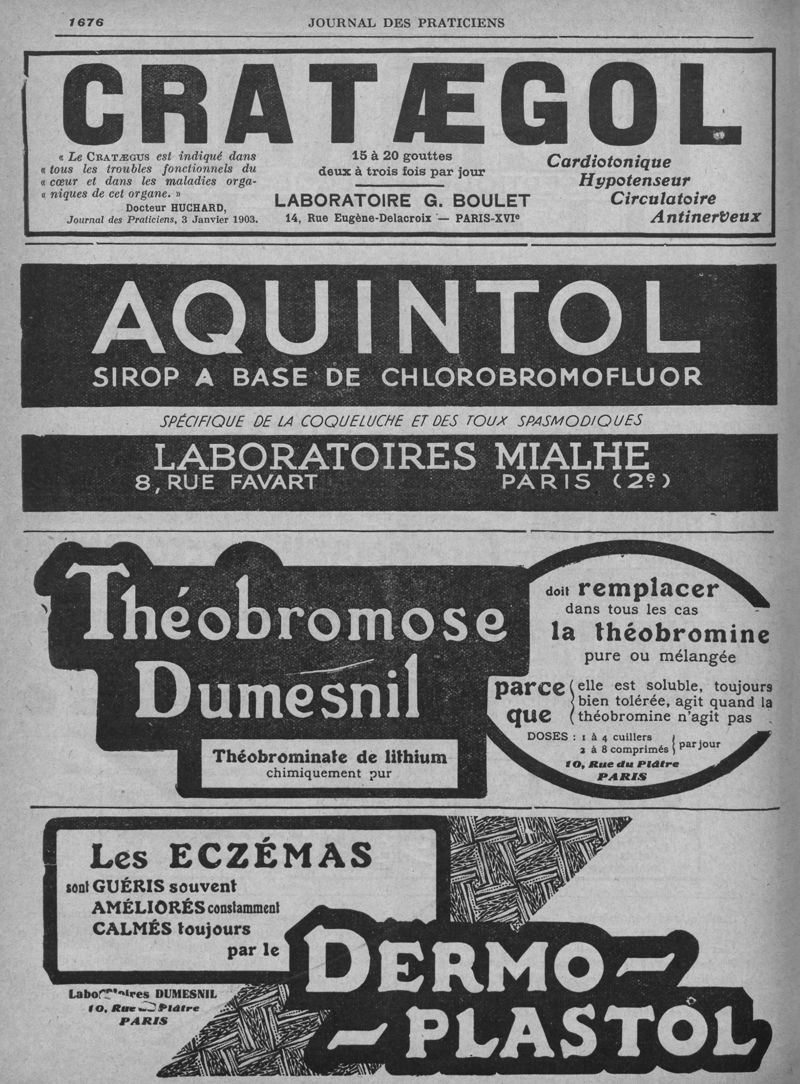 1676
JOURNAL DES PRATICIENS
CRATÆGOL
« Le CRATÆGUS est indiqué dans
« tous les troubles fonctionnels du
« cœur et dans les maladies orga-
« niques de cet organe. »
Docteur HUCHARD,
Journal des Praticiens, 3 Janvier 1903.
15 à 20 gouttes
deux à trois fois par jour
LABORATOIRE G. BOULET
14, Rue Eugène-Delacroix — PARIS-XVIe
Cardiotonique
Hypotenseur
Circulatoire
Antinerveux
AQUINTOL
SIROP A BASE DE CHLOROBROMOFLUOR
SPÉCIFIQUE DE LA COQUELUCHE ET DES TOUX SPASMODIQUES
LABORATOIRES MIALHE
8, RUE FAVART PARIS (2e)
Théobromose
Dumesnil
Théobrominate de lithium
chimiquement pur
doit remplacer
dans tous les cas
la théobromine
pure ou mélangée
parce que
elle est soluble, toujours
bien tolérée, agit quand la
théobromine n'agit pas
DOSES : 1 à 4 cuillers
2 à 8 comprimés } par jour
10, Rue du Plâtre
PARIS
Les ECZÉMAS
sont GUÉRIS souvent
AMÉLIORÉS constamment
CALMÉS toujours
par le
DERMO-
-PLASTOL
DUMESNIL
10, Rue Plâtre
PARIS